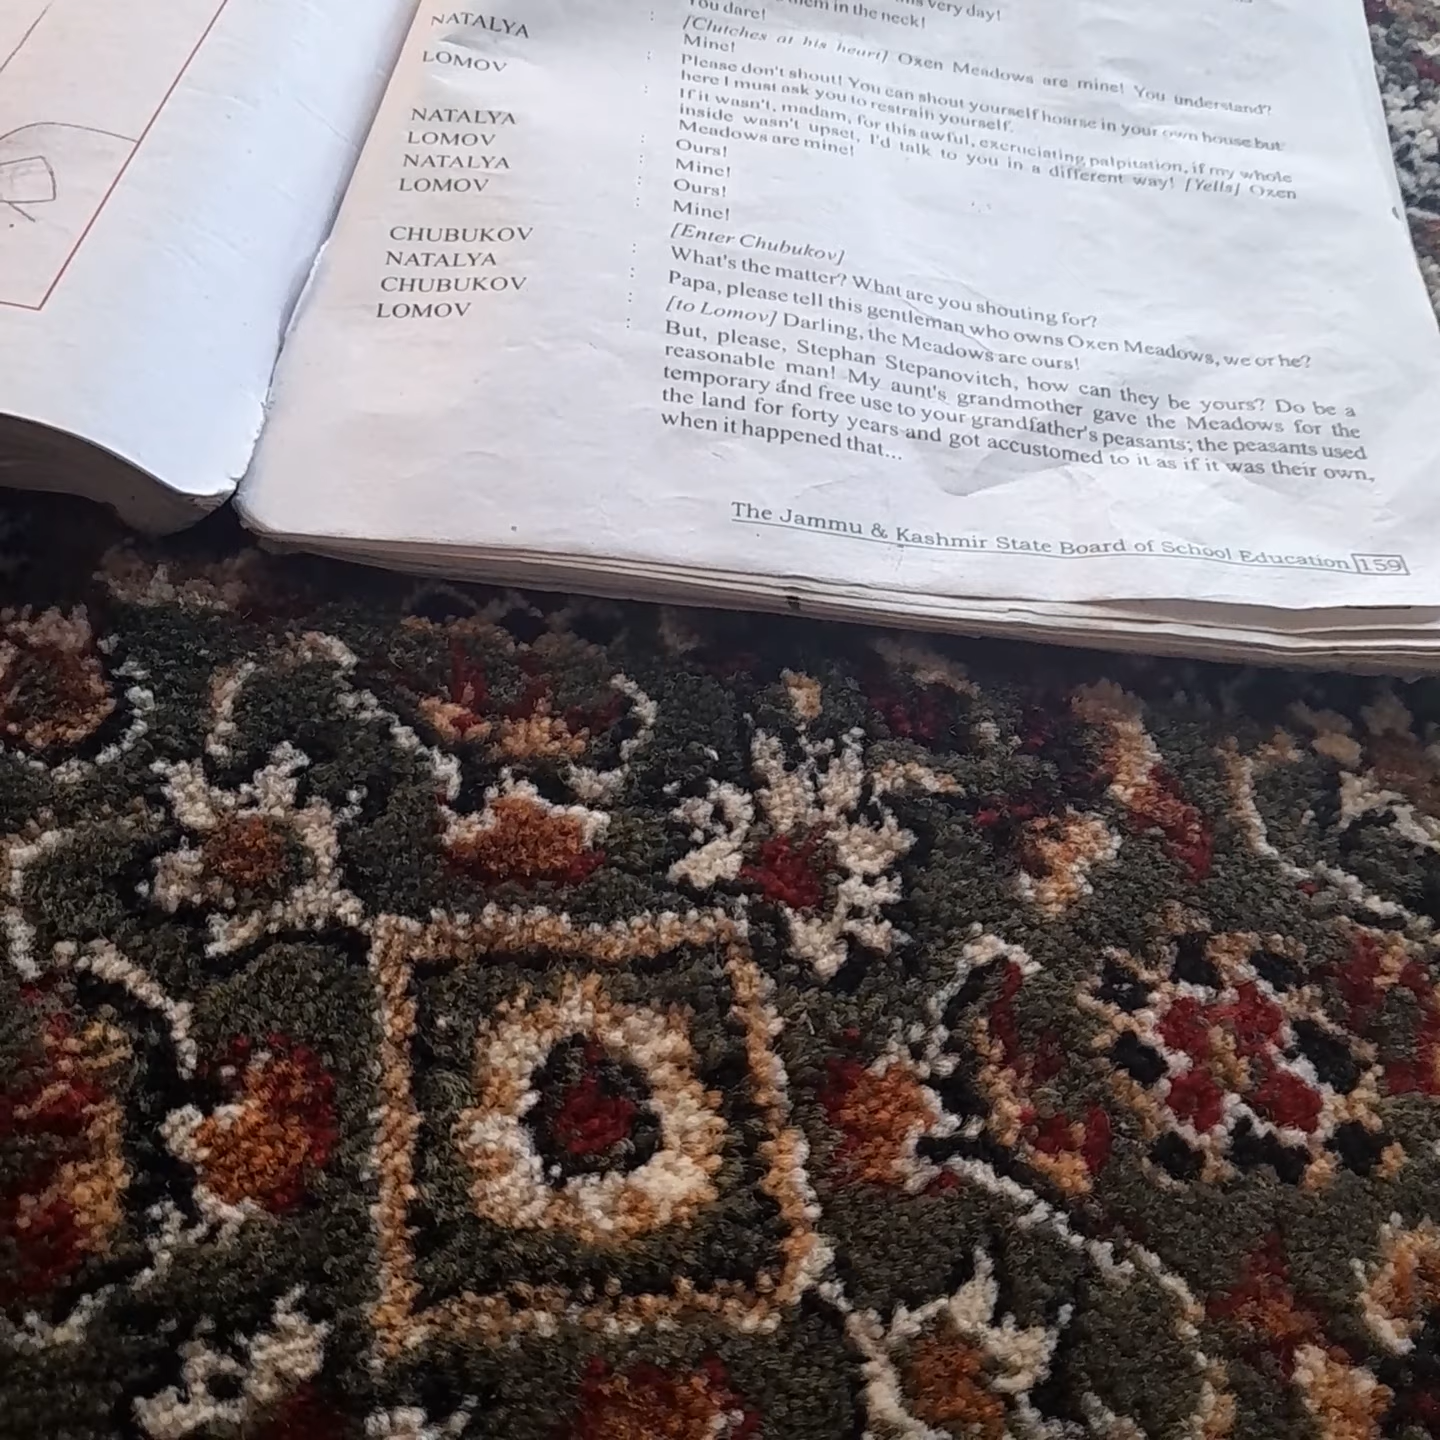 very day!
them in the neck!
NATALYA : You dare!
LOMOV : [Clutches at his heart] Oxen Meadows are mine! You understand?
Mine!
Please don't shout! You can shout yourself hoarse in your own house but
here I must ask you to restrain yourself.
NATALYA : If it wasn't, madam, for this awful, excruciating palpitation, if my whole
inside wasn't upset, I'd talk to you in a different way! [Yells] Oxen
Meadows are mine!
LOMOV : Ours!
NATALYA : Mine!
LOMOV : Ours!
Mine!
[Enter Chubukov]
CHUBUKOV : What's the matter? What are you shouting for?
NATALYA : Papa, please tell this gentleman who owns Oxen Meadows, we or he?
CHUBUKOV : [to Lomov] Darling, the Meadows are ours!
LOMOV : But, please, Stephan Stepanovitch, how can they be yours? Do be a
reasonable man! My aunt's grandmother gave the Meadows for the
temporary and free use to your grandfather's peasants; the peasants used
the land for forty years and got accustomed to it as if it was their own,
when it happened that...
The Jammu & Kashmir State Board of School Education 159